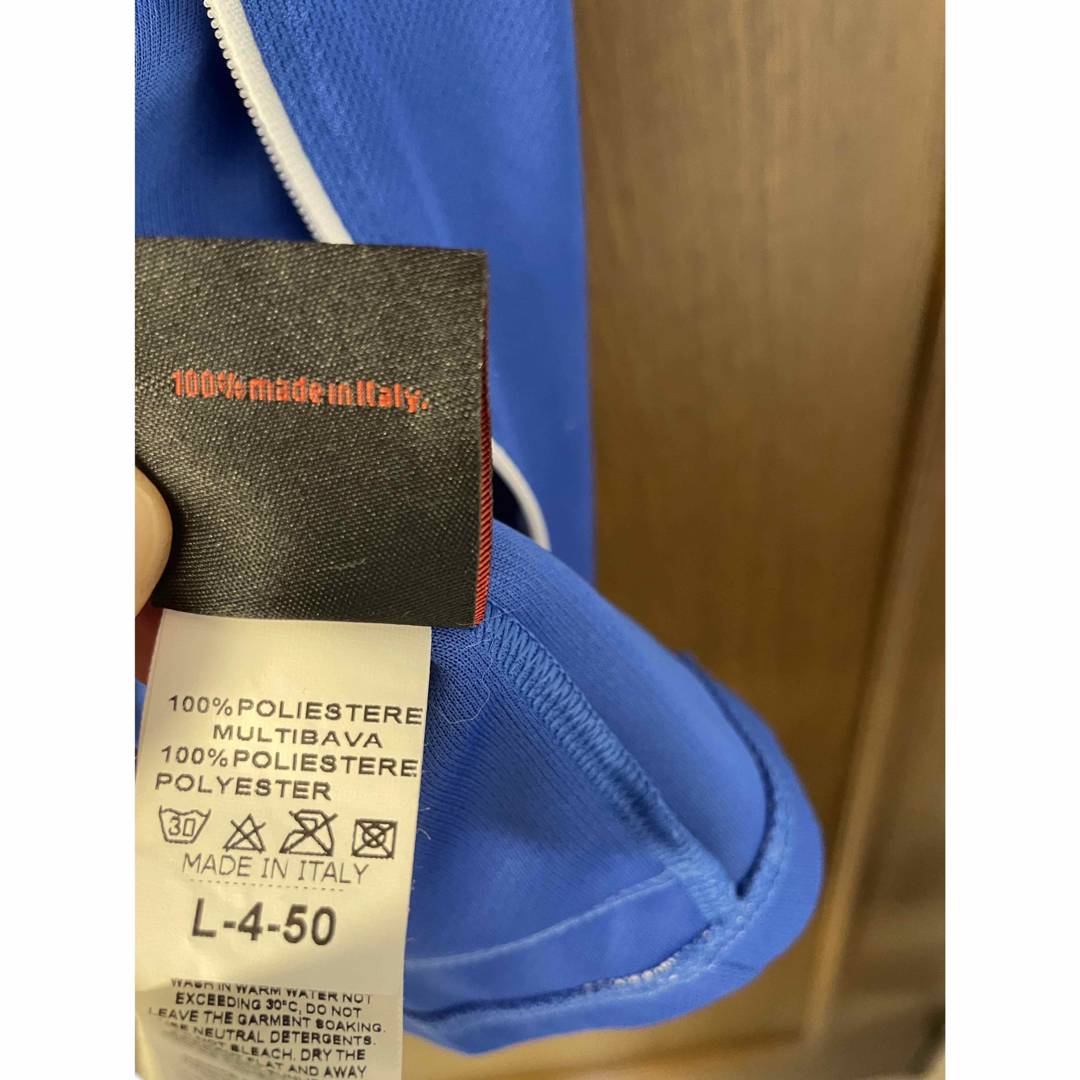 100% made in Italy.
100% POLIESTERE
MULTIBAVA
100% POLIESTERE
POLYESTER
30
MADE IN ITALY
L-4-50
WASH IN WARM WATER NOT
EXCEEDING 30°C, DO NOT
LEAVE THE GARMENT SOAKING.
NEUTRAL DETERGENTS.
BLEACH. DRY THE
FLAT AND AWAY